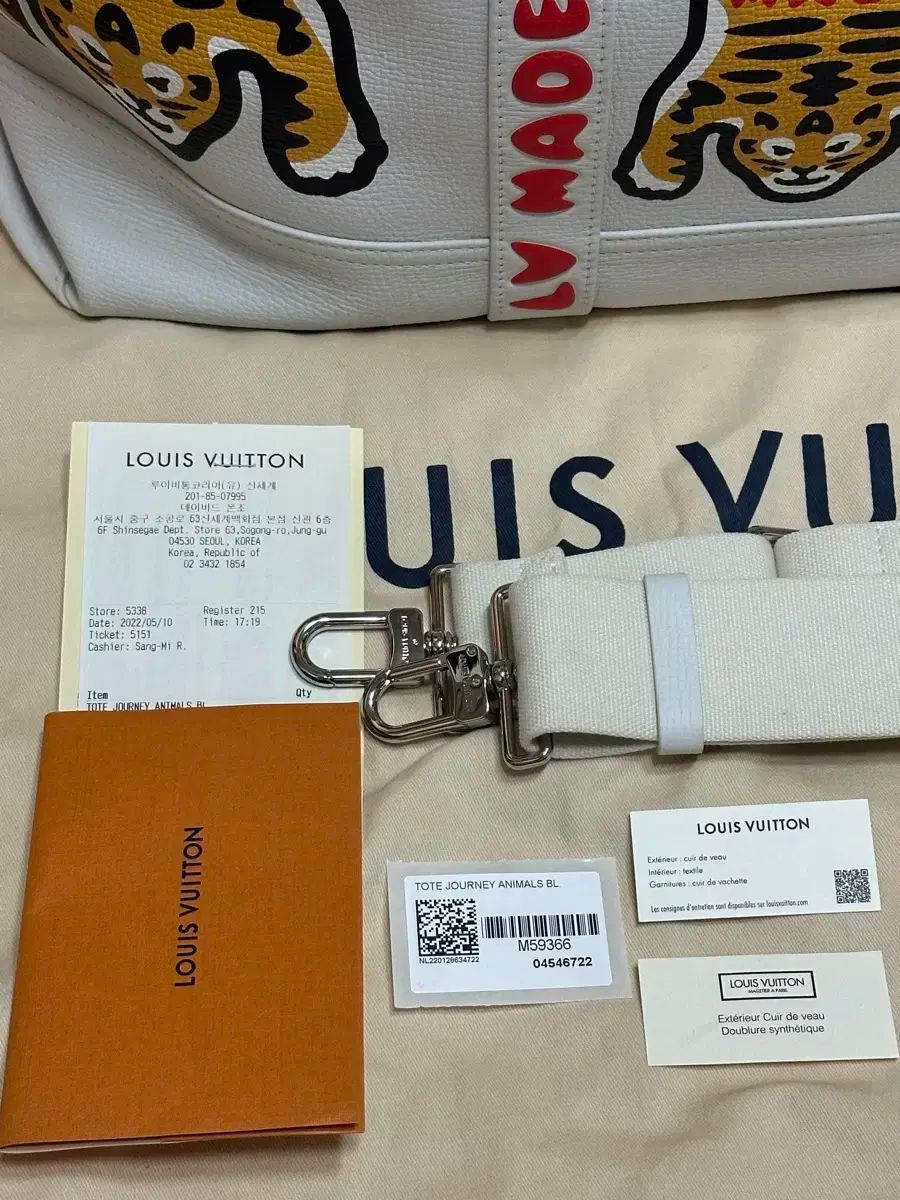 LV MADE
UIS VU
LOUIS VUITTON
루이비통코리아(유) 신세계
201-85-07995
데이비드 폰조
서울시 중구 소공로 63신세계백화점 본점 신관 6층
6F Shinsegae Dept. Store 63,Sogong-ro,Jung-gu
04530 SEOUL, KOREA
Korea, Republic of
02 3432 1854
Store: 5338 Register 215
Date: 2022/05/10 Time: 17:19
Ticket: 5151
Cashier: Sang-Mi R.
Item Qty
TOTE JOURNEY ANIMALS BL
LOUIS VUITTON
TOTE JOURNEY ANIMALS BL
NL220128634722
M59366
04546722
LOUIS VUITTON
Extérieur : cuir de veau
Intérieur : textile
Garnitures : cuir de vachette
Les consignes d'entretien sont disponibles sur louisvuitton.com
LOUIS VUITTON
MALLETIER A PARIS
Extérieur Cuir de veau
Doublure synthétique